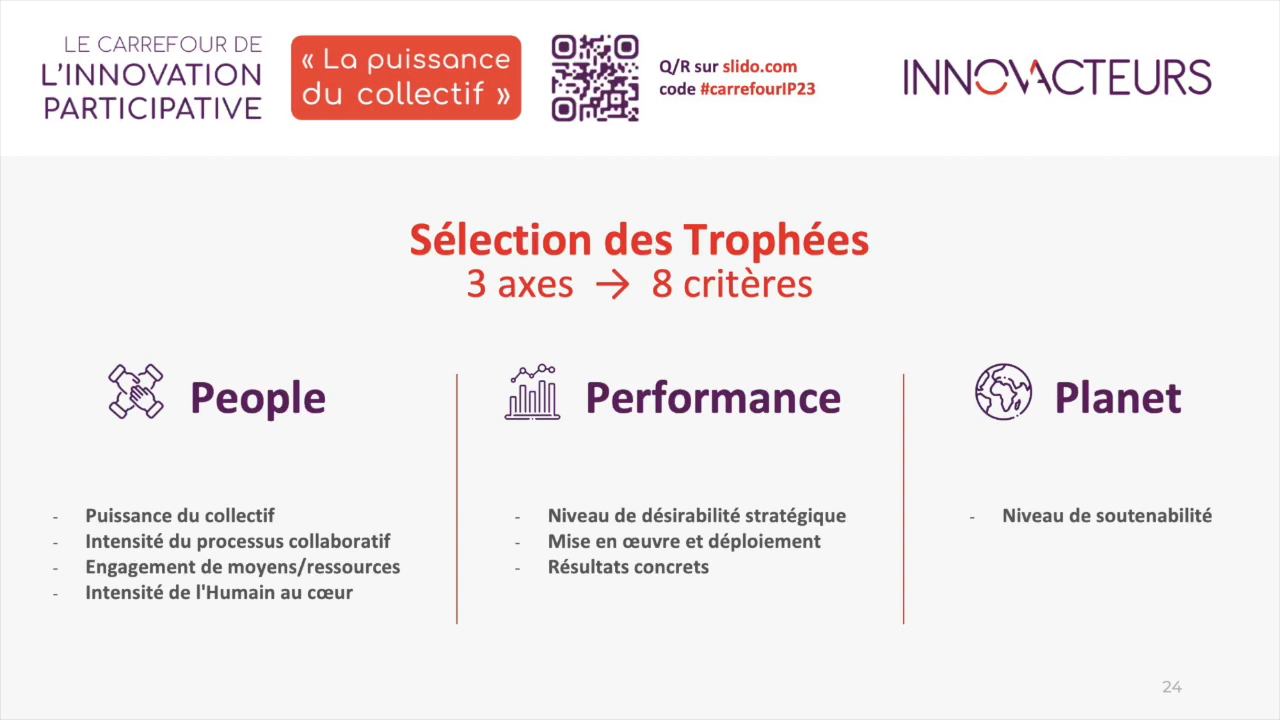 LE CARREFOUR DE
L'INNOVATION
PARTICIPATIVE
« La puissance
du collectif »
Q/R sur slido.com
code #carrefourIP23
INNOVACTEURS
Sélection des Trophées
3 axes → 8 critères
People
- Puissance du collectif
- Intensité du processus collaboratif
- Engagement de moyens/ressources
- Intensité de l'Humain au cœur
Performance
- Niveau de désirabilité stratégique
- Mise en œuvre et déploiement
- Résultats concrets
Planet
- Niveau de soutenabilité
24